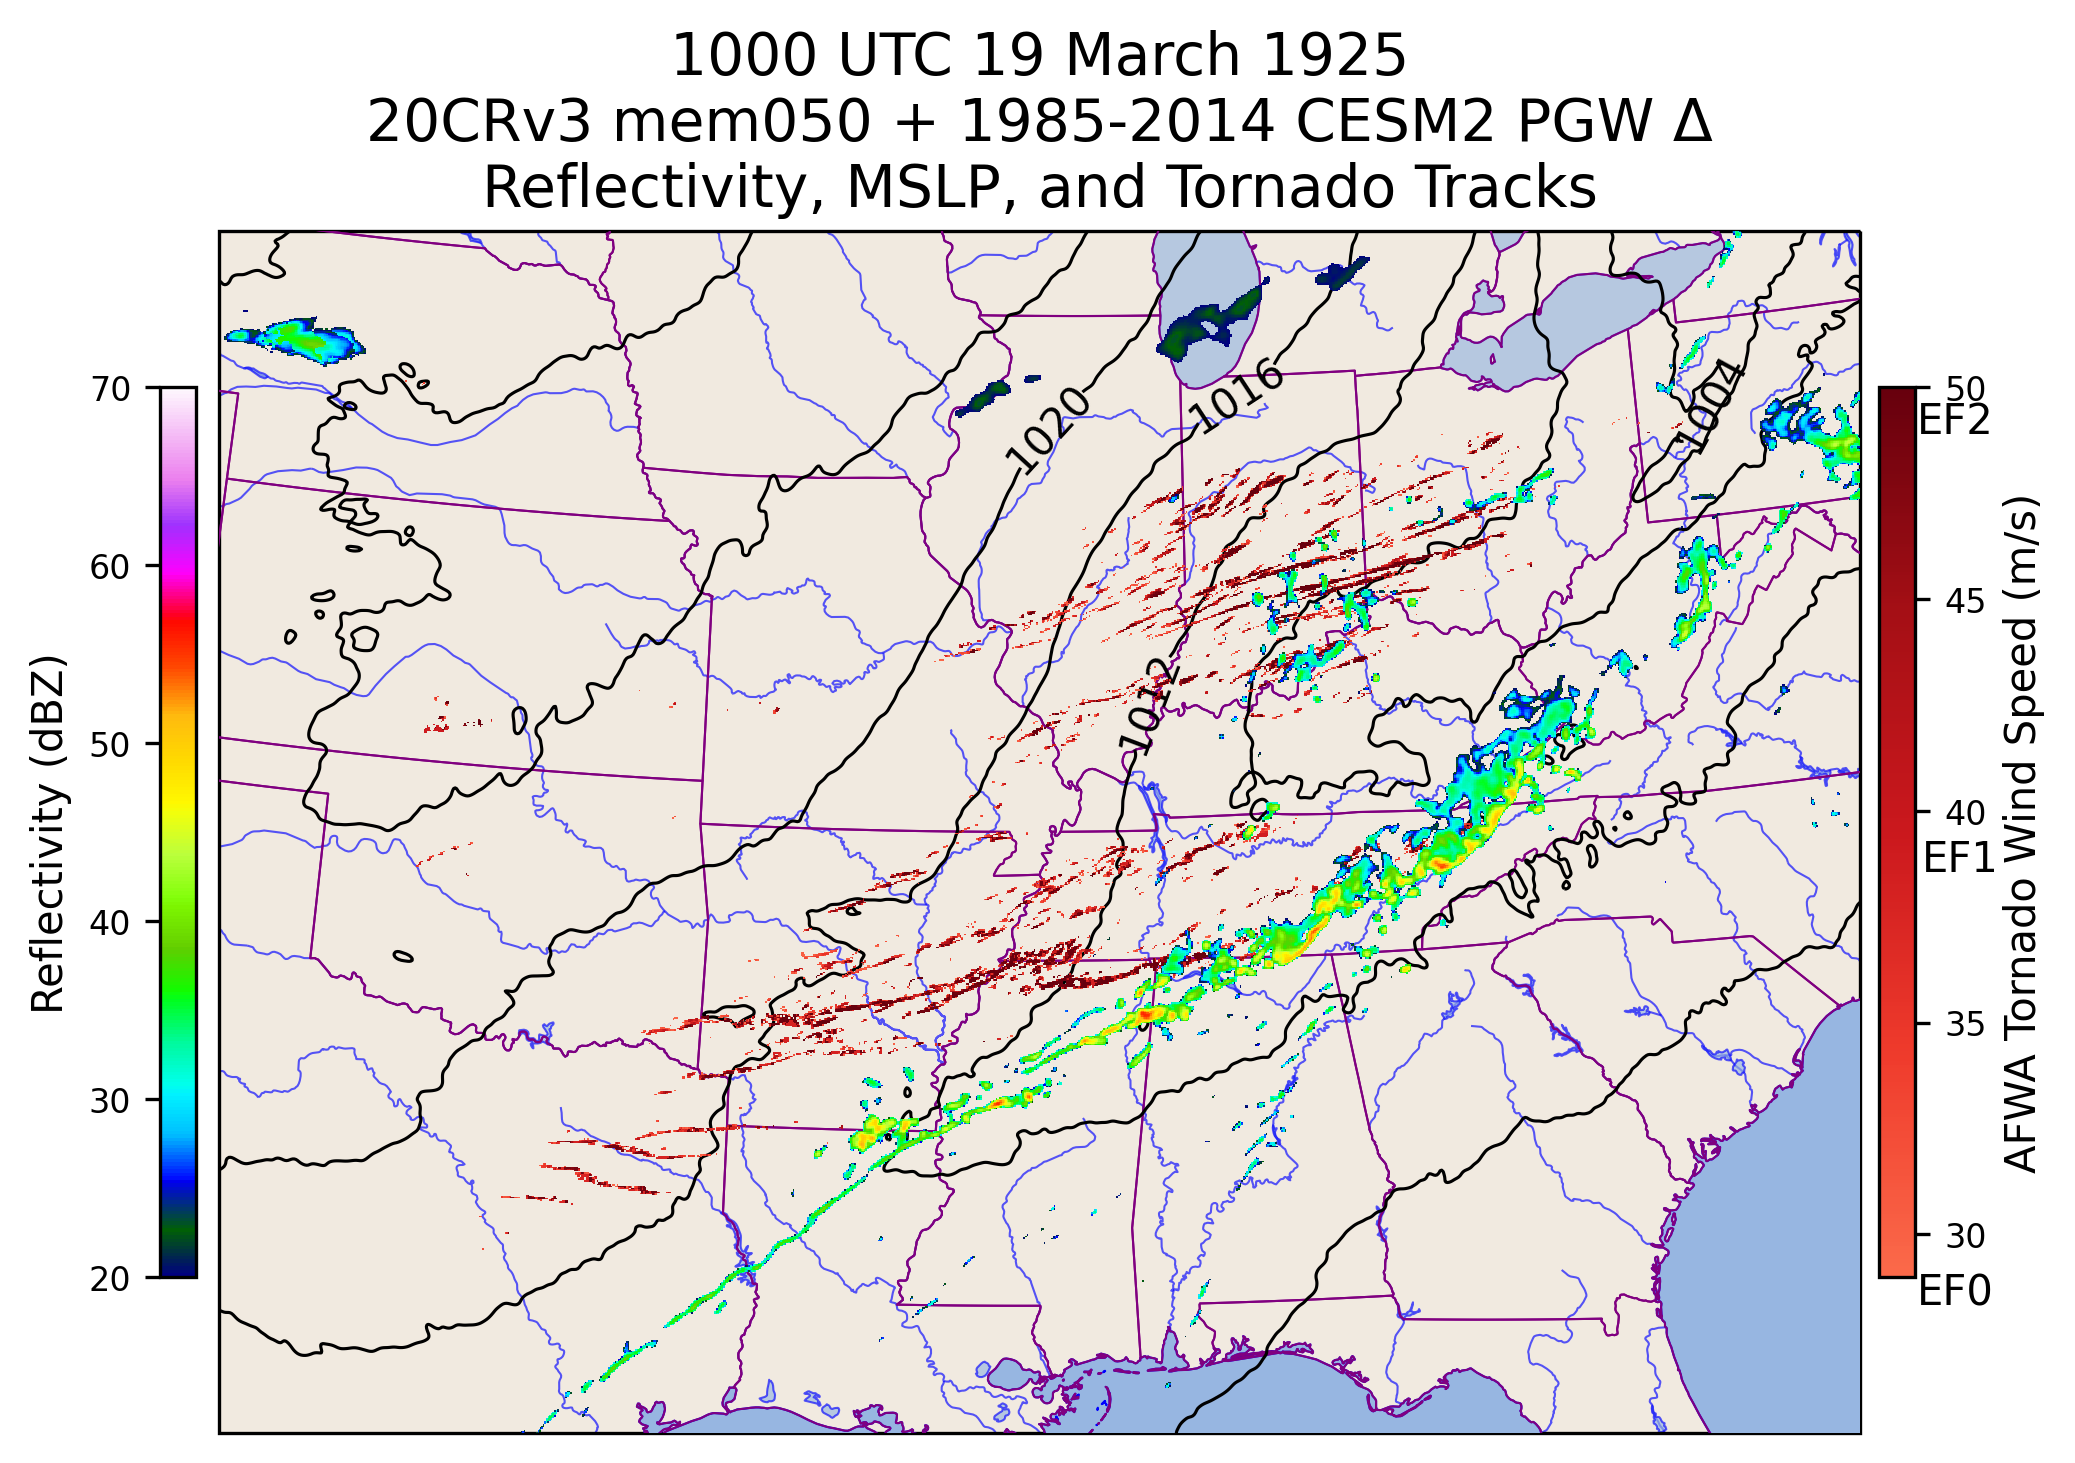 1000 UTC 19 March 1925
20CRv3 mem050 + 1985-2014 CESM2 PGW Δ
Reflectivity, MSLP, and Tornado Tracks
Reflectivity (dBZ)
70
60
50
40
30
20
1020
1016
1004
1012
50
EF2
45
40
EF1
35
30
EF0
AFWA Tornado Wind Speed (m/s)